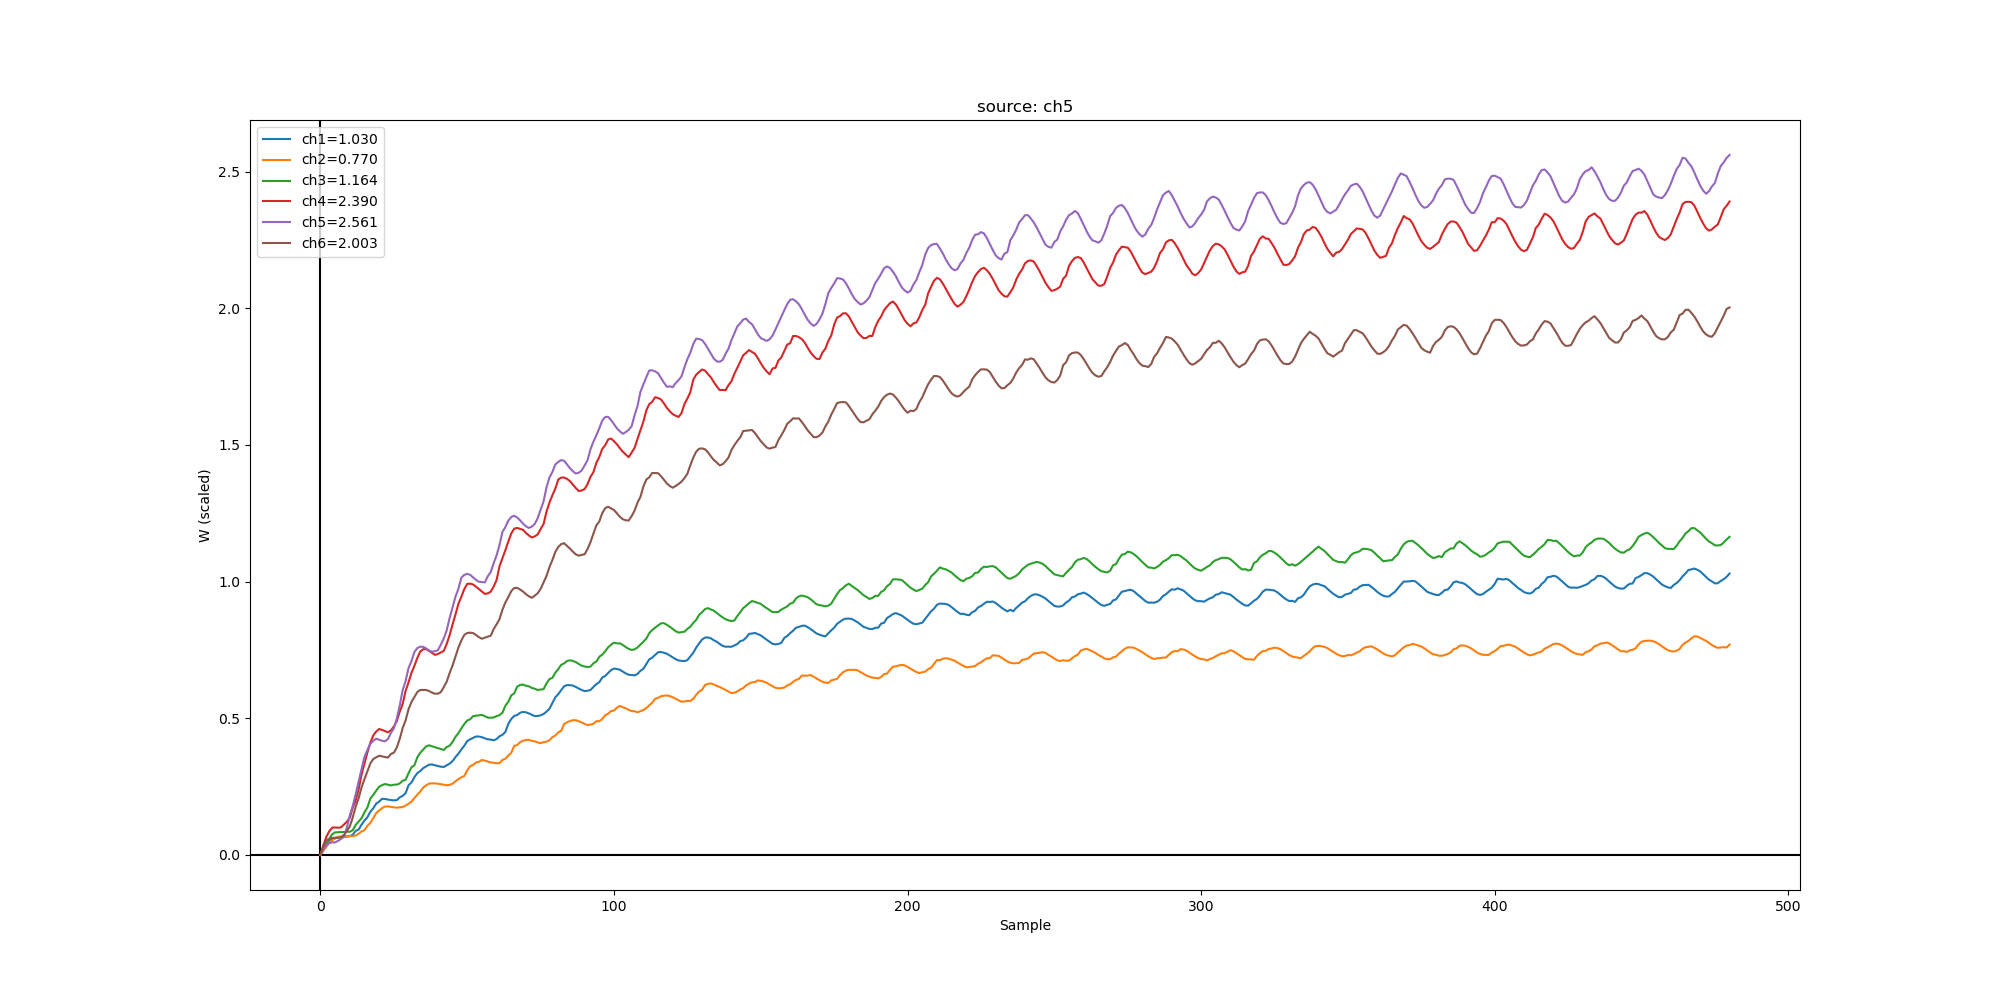 source: ch5
ch1=1.030
ch2=0.770
ch3=1.164
ch4=2.390
ch5=2.561
ch6=2.003
2.5
2.0
1.5
1.0
0.5
0.0
W (scaled)
0 100 200 300 400 500
Sample